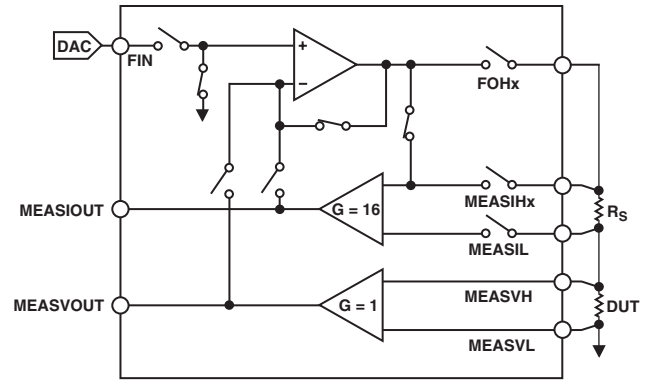 DAC
FIN
+
–
FOHx
MEASIOUT
G = 16
MEASIHx
RS
MEASIL
MEASVOUT
G = 1
MEASVH
DUT
MEASVL